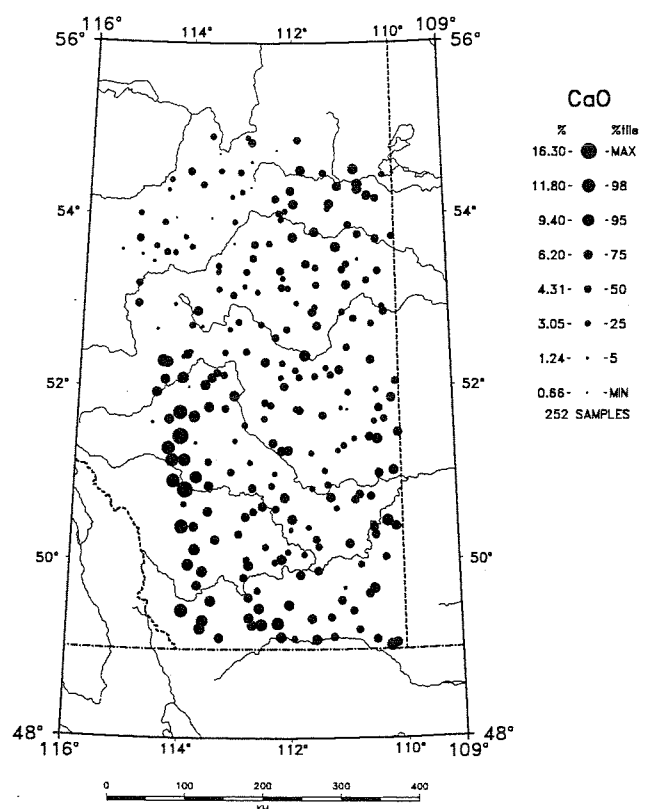 116° 114° 112° 110° 109°
56° 56°
54° 54°
52° 52°
50° 50°
48° 48°
116° 114° 112° 110° 109°
CaO
% %tile
16.30- -MAX
11.80- -98
9.40- -95
6.20- -75
4.31- -50
3.05- -25
1.24- -5
0.66- -MIN
252 SAMPLES
0 100 200 300 400
KM